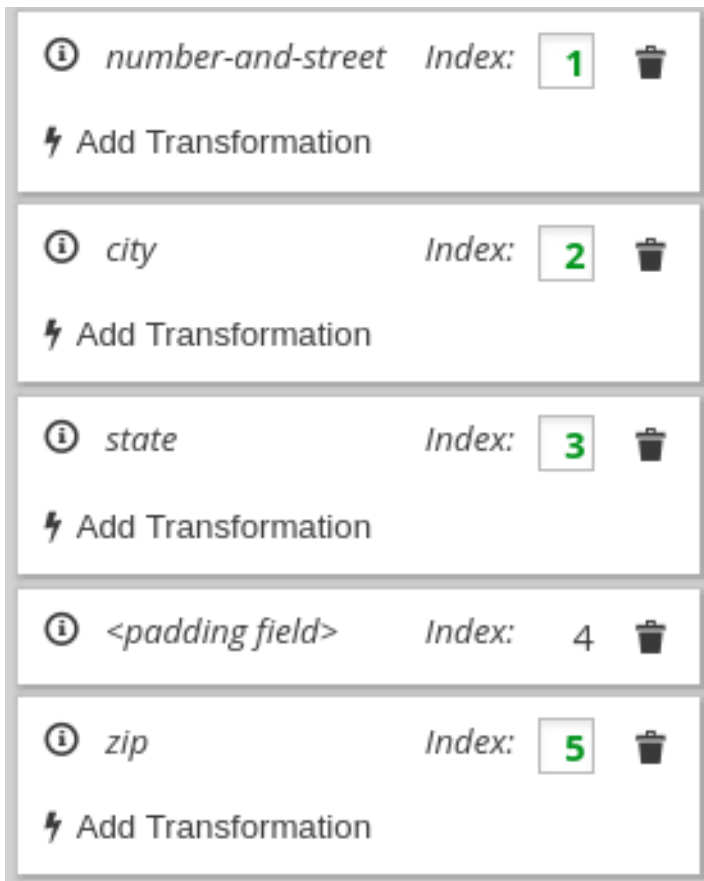 number-and-street Index: 1
Add Transformation
city Index: 2
Add Transformation
state Index: 3
Add Transformation
<padding field> Index: 4
zip Index: 5
Add Transformation